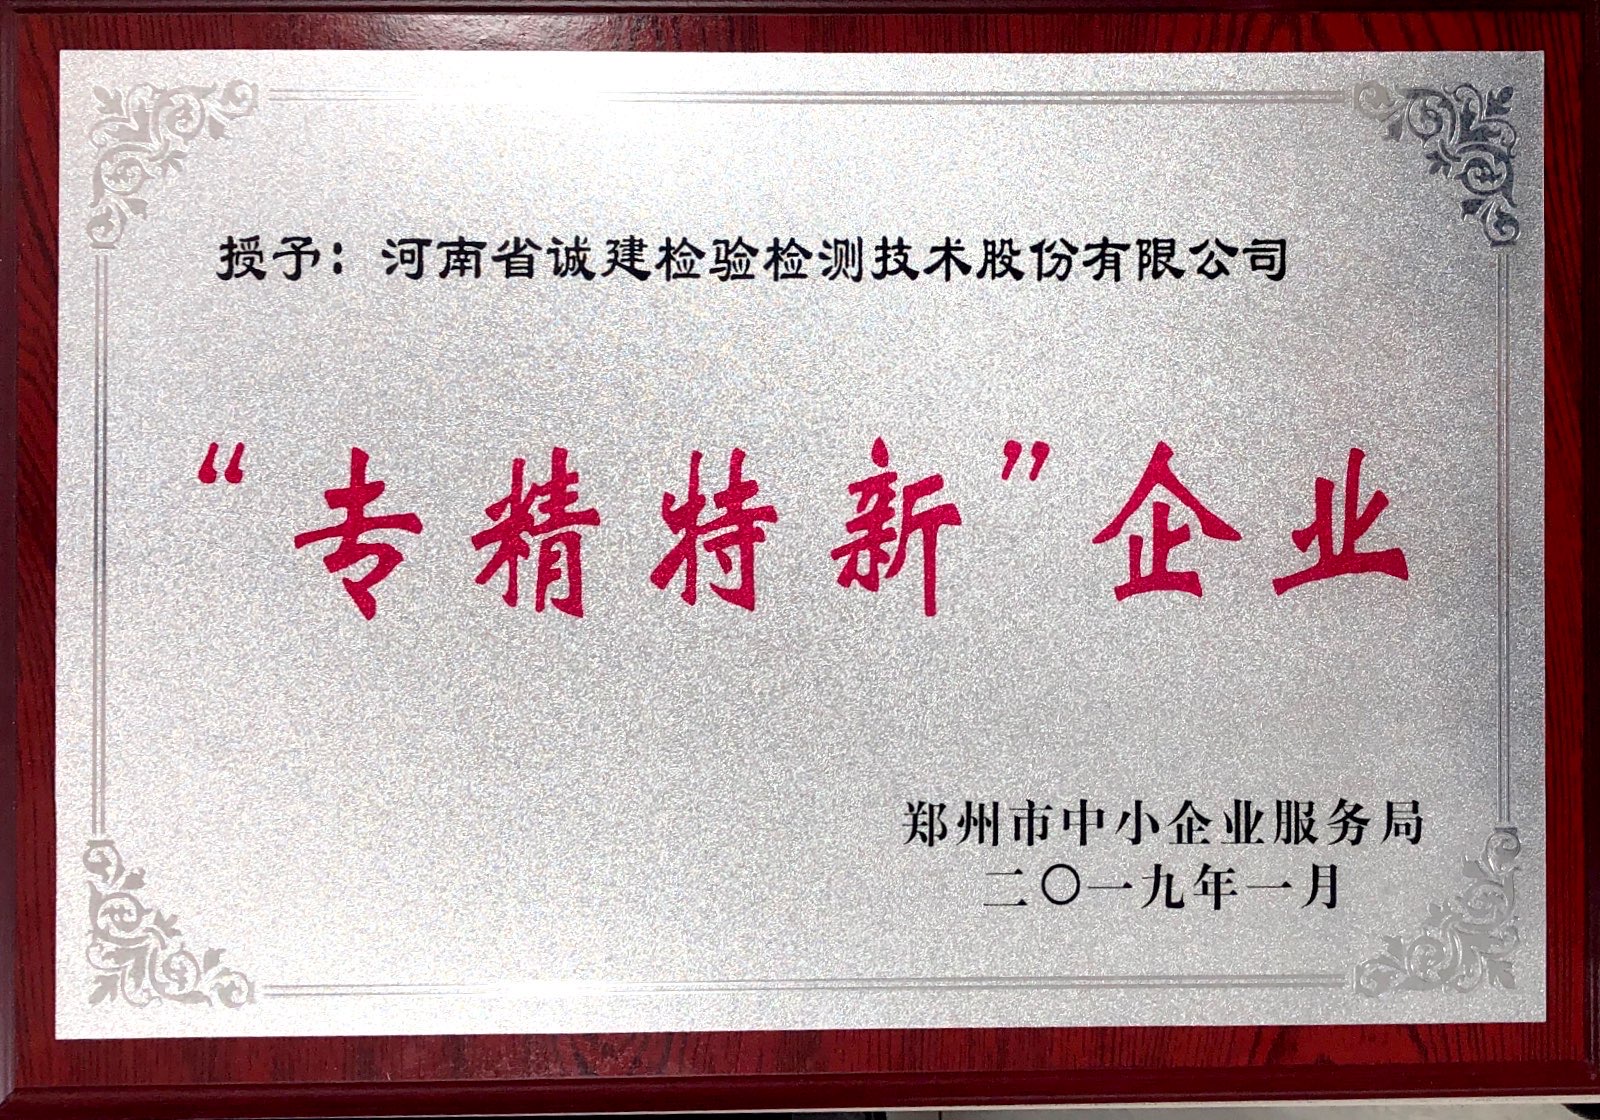 授予：河南省诚建检验检测技术股份有限公司
“专精特新”企业
郑州市中小企业服务局
二〇一九年一月